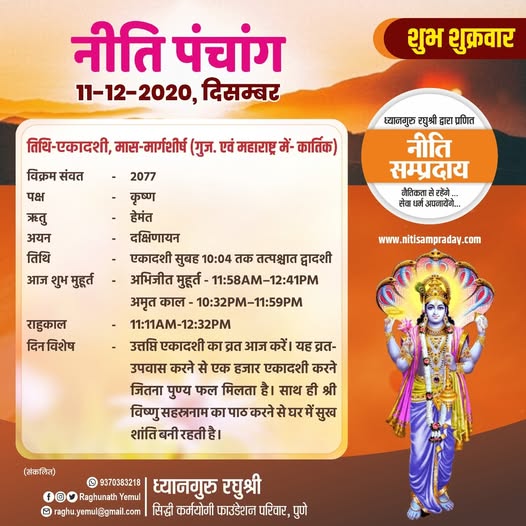 नीति पंचांग
11-12-2020, दिसम्बर
शुभ शुक्रवार
ध्यानगुरु रघुश्री द्वारा प्रणित
नीति
सम्प्रदाय
नैतिकता से रहेंगे ...
सेवा धर्म अपनायेंगे...
www.nitisampraday.com
तिथि-एकादशी, मास-मार्गशीर्ष (गुज. एवं महाराष्ट्र में- कार्तिक)
विक्रम संवत - 2077
पक्ष - कृष्ण
ऋतु - हेमंत
अयन - दक्षिणायन
तिथि - एकादशी सुबह 10:04 तक तत्पश्चात द्वादशी
आज शुभ मुहूर्त - अभिजीत मुहूर्त - 11:58AM–12:41PM
अमृत काल - 10:32PM–11:59PM
राहुकाल - 11:11AM-12:32PM
दिन विशेष - उत्तप्ति एकादशी का व्रत आज करें। यह व्रत-
उपवास करने से एक हजार एकादशी करने
जितना पुण्य फल मिलता है। साथ ही श्री
विष्णु सहस्त्रनाम का पाठ करने से घर में सुख
शांति बनी रहती है।
(संकलित)
9370383218
Raghunath Yemul
raghu.yemul@gmail.com
ध्यानगुरु रघुश्री
सिद्धी कर्मयोगी फाउंडेशन परिवार, पुणे